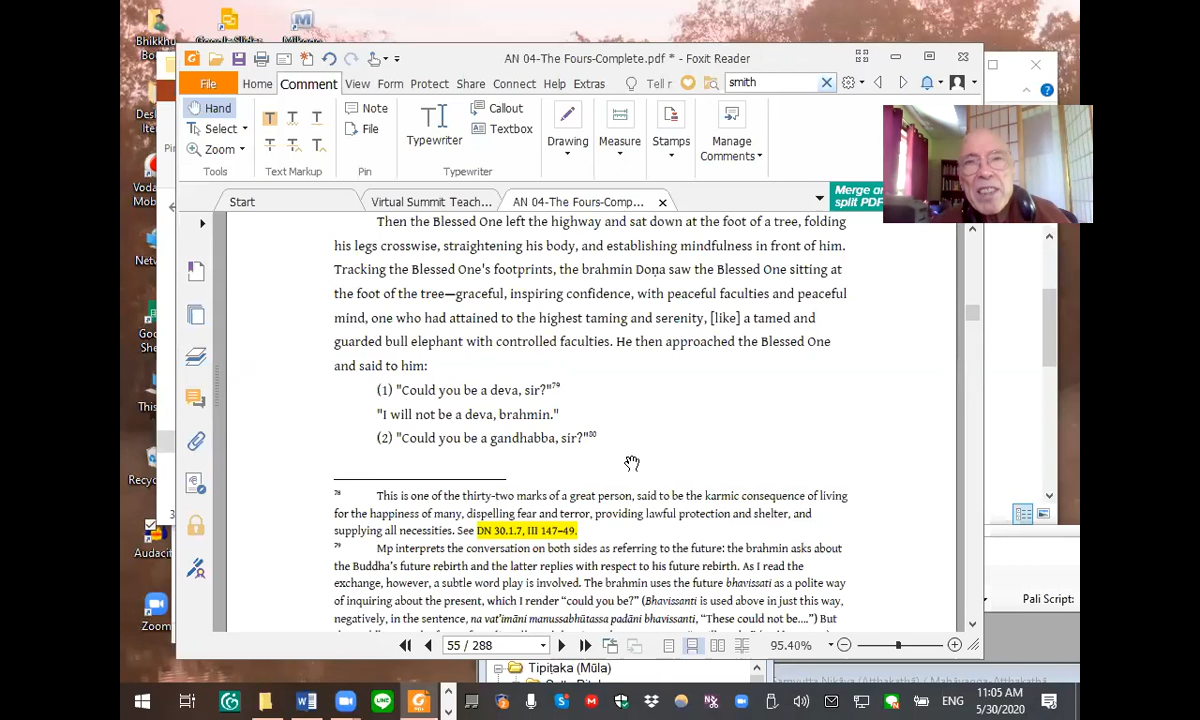 Bhikkhu
Google Slides
Mikogo
AN 04-The Fours-Complete.pdf * - Foxit Reader
File
Home
Comment
View
Form
Protect
Share
Connect
Help
Extras
Tell r
smith
Hand
Select
Zoom
Tools
Text Markup
Note
File
Pin
Typewriter
Callout
Textbox
Typewriter
Drawing
Measure
Stamps
Manage
Comments
Start
Virtual Summit Teach...
AN 04-The Fours-Comp...
Merge an
split PDF
Then the Blessed One left the highway and sat down at the foot of a tree, folding
his legs crosswise, straightening his body, and establishing mindfulness in front of him.
Tracking the Blessed One's footprints, the brahmin Doṇa saw the Blessed One sitting at
the foot of the tree—graceful, inspiring confidence, with peaceful faculties and peaceful
mind, one who had attained to the highest taming and serenity, [like] a tamed and
guarded bull elephant with controlled faculties. He then approached the Blessed One
and said to him:
(1) "Could you be a deva, sir?"79
"I will not be a deva, brahmin."
(2) "Could you be a gandhabba, sir?"80
78 This is one of the thirty-two marks of a great person, said to be the karmic consequence of living
for the happiness of many, dispelling fear and terror, providing lawful protection and shelter, and
supplying all necessities. See DN 30.1.7, III 147–49.
79 Mp interprets the conversation on both sides as referring to the future: the brahmin asks about
the Buddha's future rebirth and the latter replies with respect to his future rebirth. As I read the
exchange, however, a subtle word play is involved. The brahmin uses the future bhavissati as a polite way
of inquiring about the present, which I render “could you be?” (Bhavissanti is used above in just this way,
negatively, in the sentence, na vat'imāni manussabhūtassa padāni bhavissanti, “These could not be....”) But
55 / 288
95.40%
Pali Script:
Tipiṭaka (Mūla)
Zoom
ENG
11:05 AM
5/30/2020